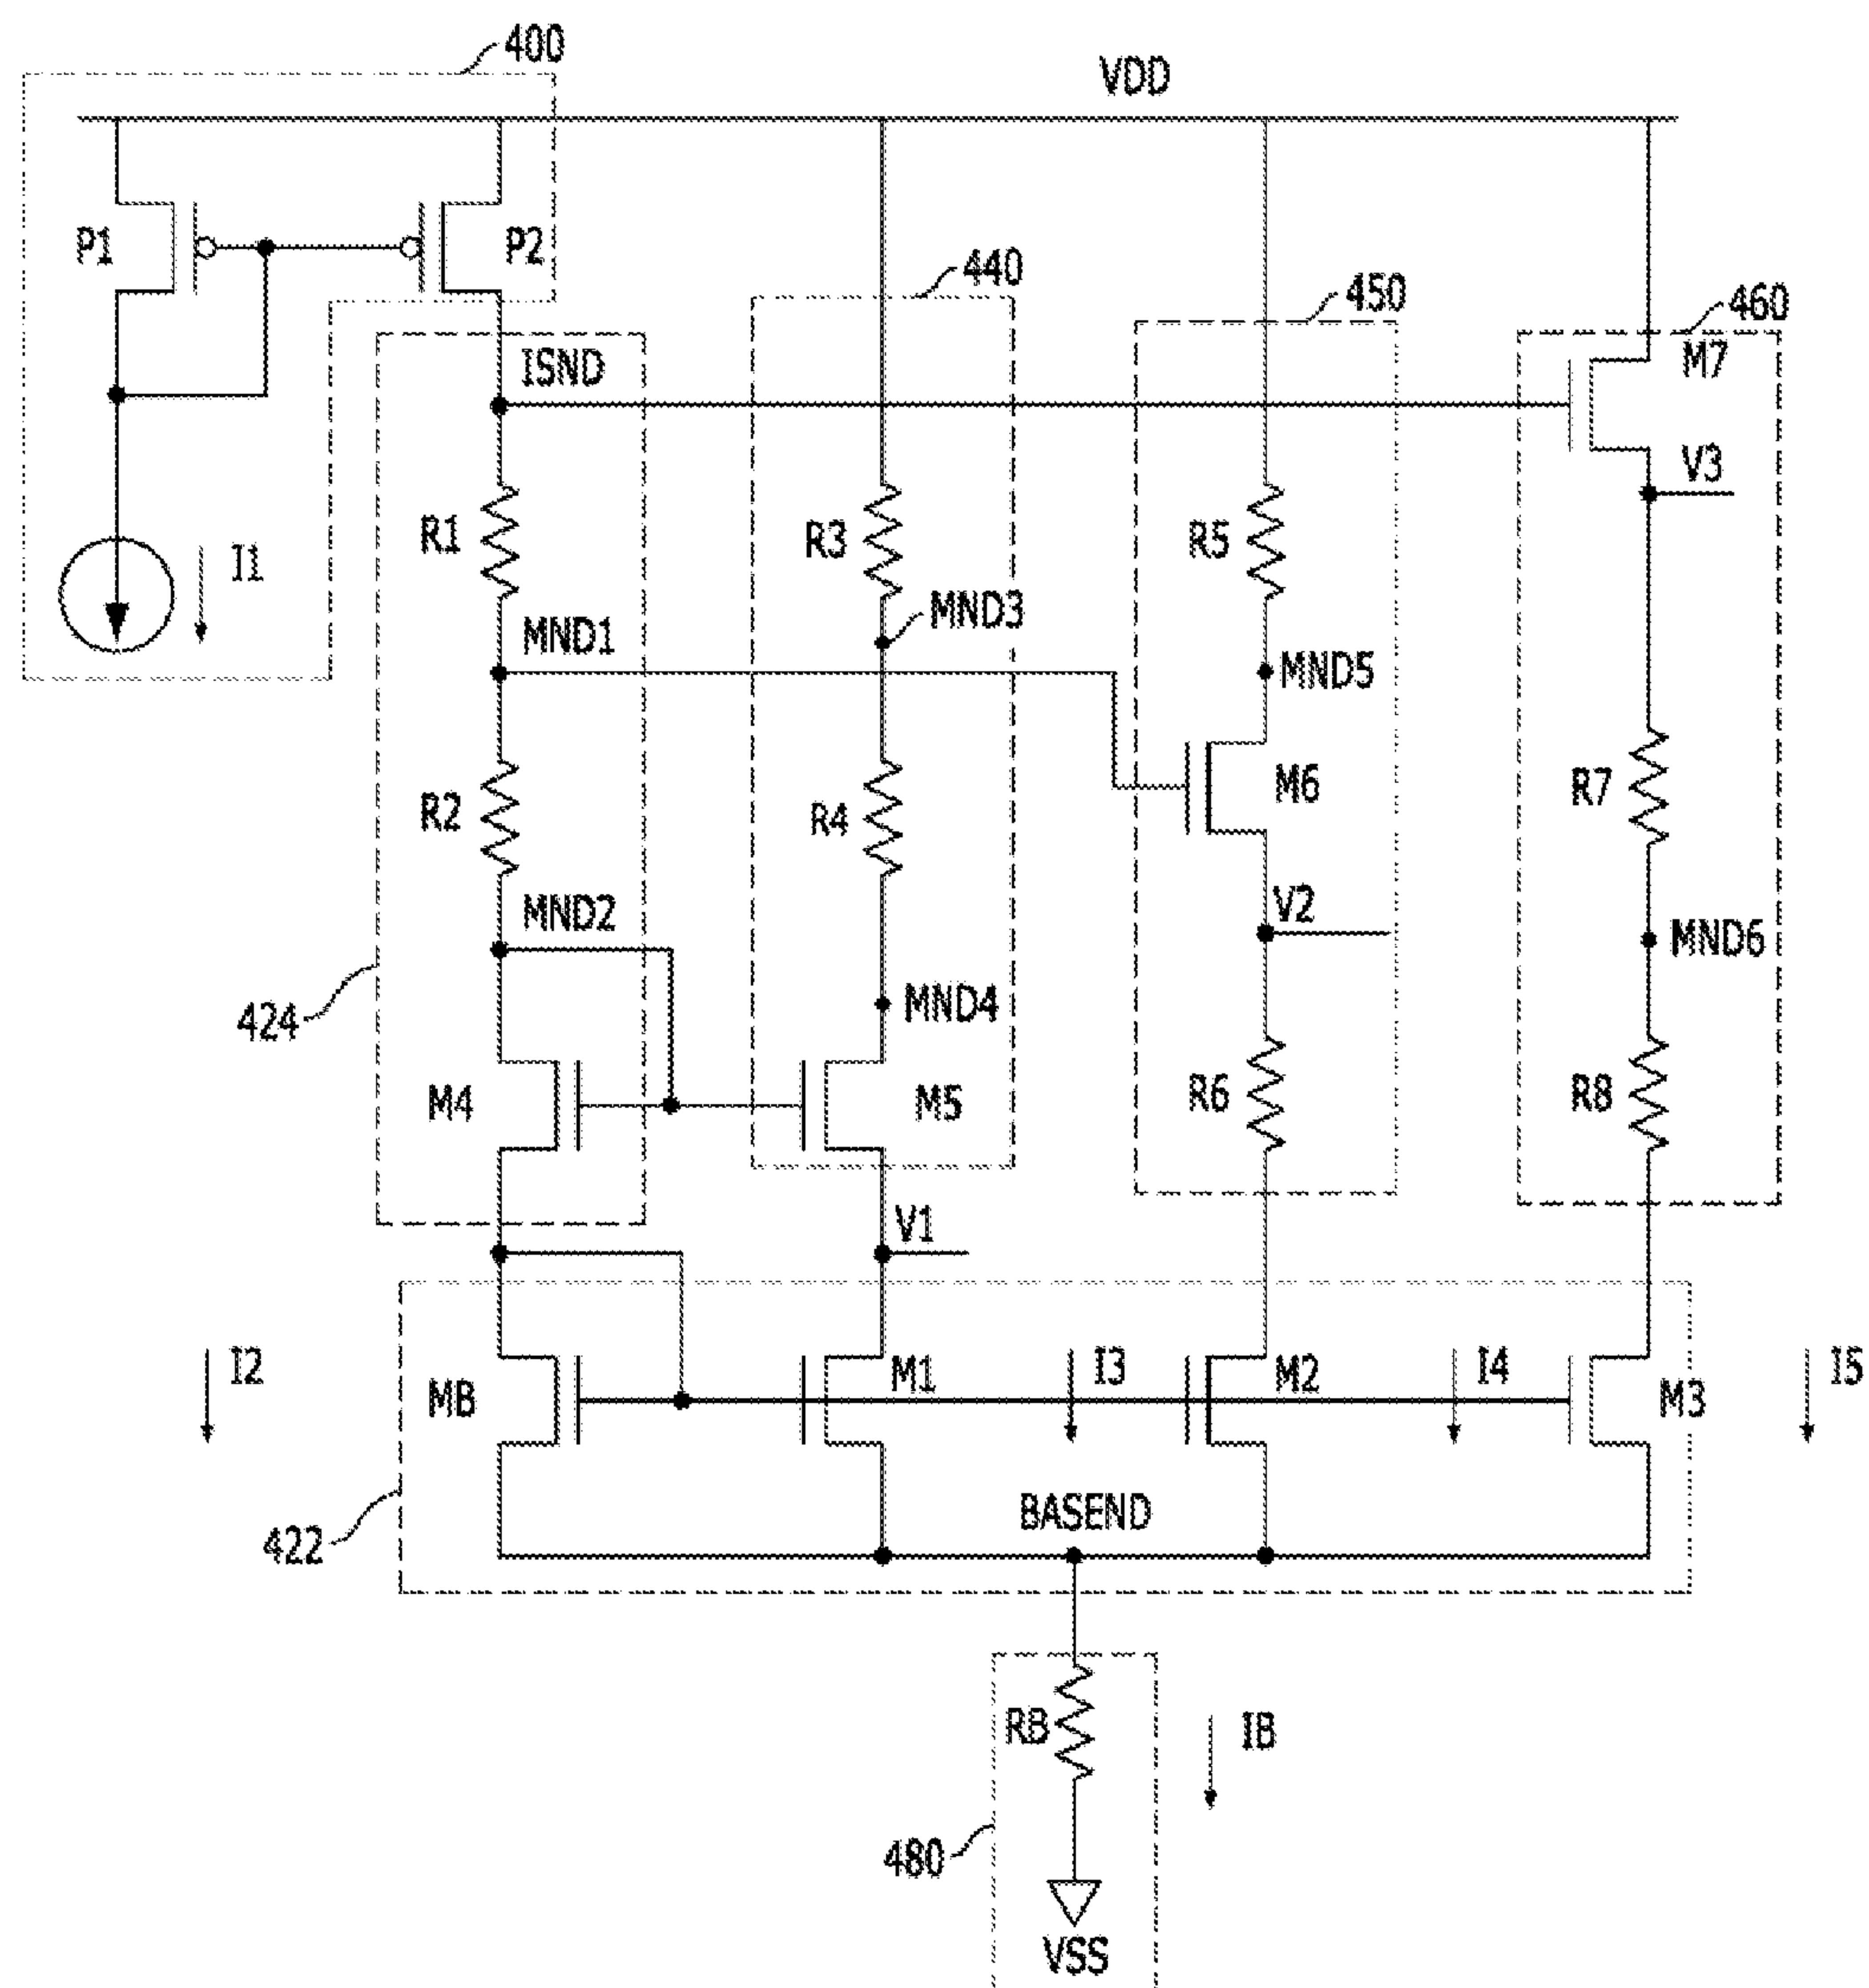 400
VDD
P1
P2
440
450
460
ISND
M7
V3
R1
I1
R3
R5
MND1
MND3
MND5
R2
R4
M6
R7
MND2
V2
MND6
424
MND4
M4
M5
R6
R8
V1
I2
MB
M1
I3
M2
I4
M3
I5
422
BASEND
RB
IB
480
VSS